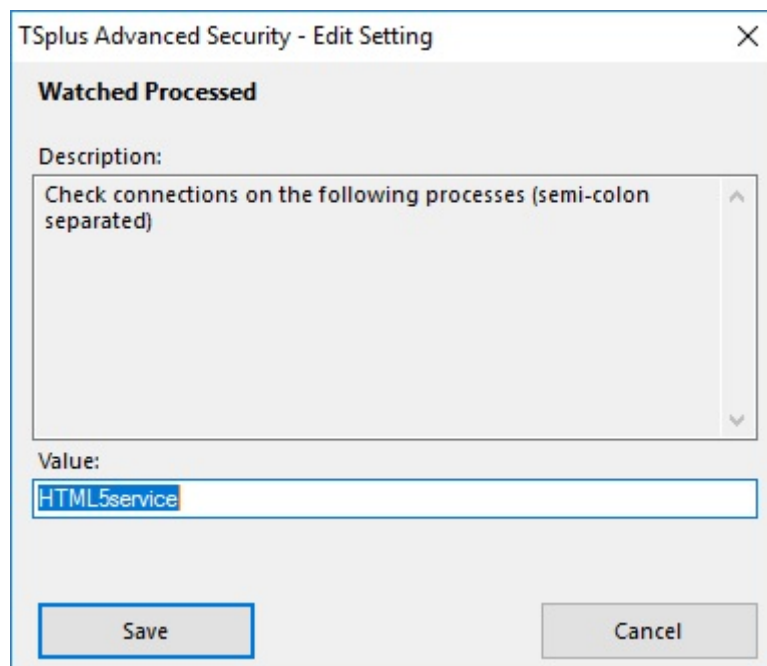 TSplus Advanced Security - Edit Setting
Watched Processed
Description:
Check connections on the following processes (semi-colon
separated)
Value:
HTML5service
Save
Cancel